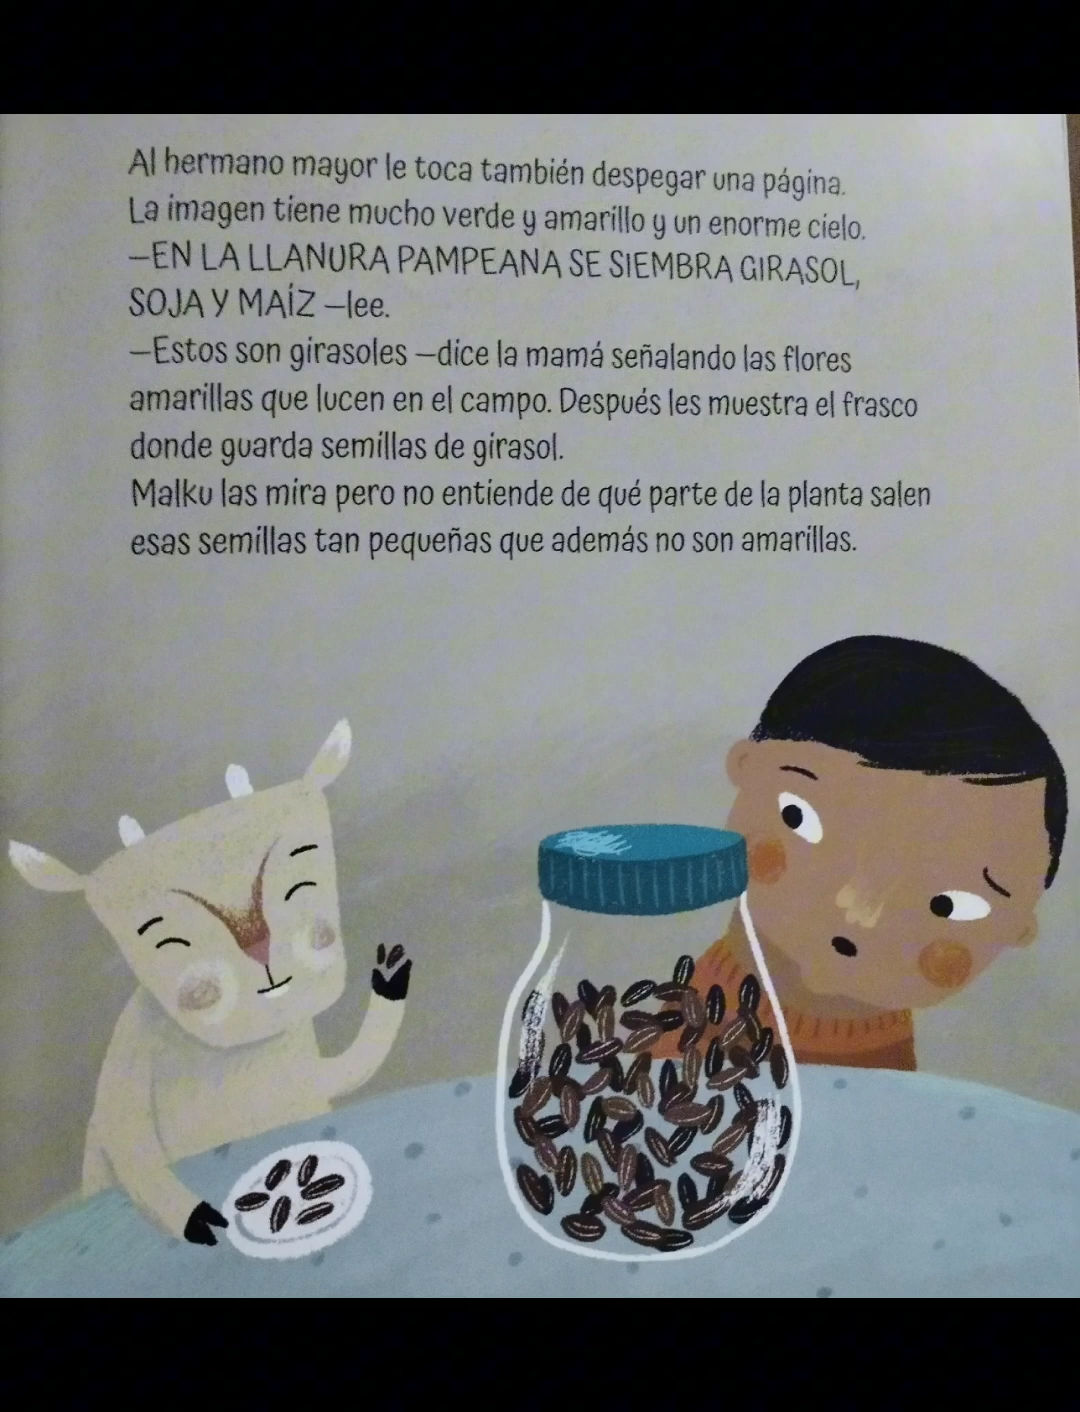 Al hermano mayor le toca también despegar una página.
La imagen tiene mucho verde y amarillo y un enorme cielo.
—EN LA LLANURA PAMPEANA SE SIEMBRA GIRASOL,
SOJA Y MAÍZ —lee.
—Estos son girasoles —dice la mamá señalando las flores
amarillas que lucen en el campo. Después les muestra el frasco
donde guarda semillas de girasol.
Malku las mira pero no entiende de qué parte de la planta salen
esas semillas tan pequeñas que además no son amarillas.